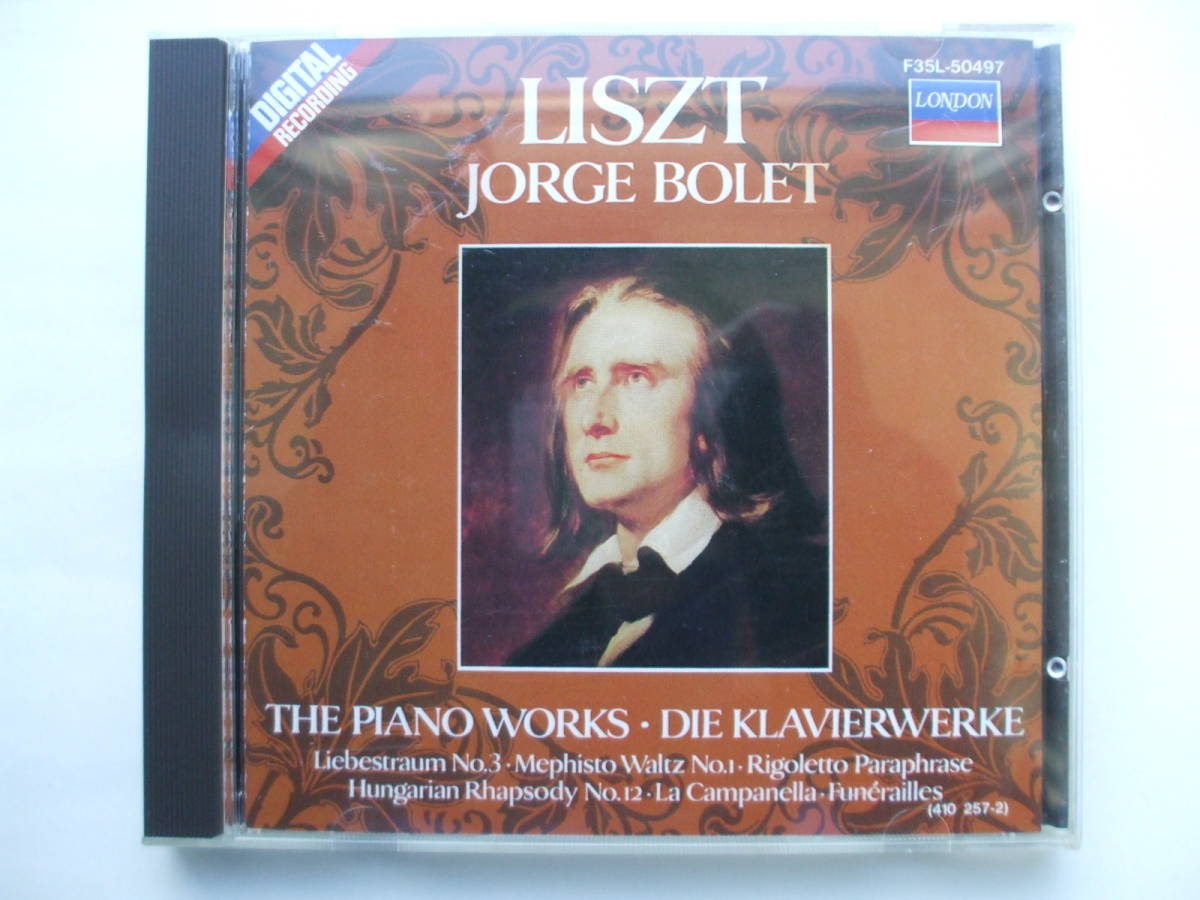 DIGITAL
RECORDING
F35L-50497
LONDON
LISZT
JORGE BOLET
THE PIANO WORKS · DIE KLAVIERWERKE
Liebestraum No.3 · Mephisto Waltz No.1 · Rigoletto Paraphrase
Hungarian Rhapsody No.12 · La Campanella · Funérailles
(410 257-2)